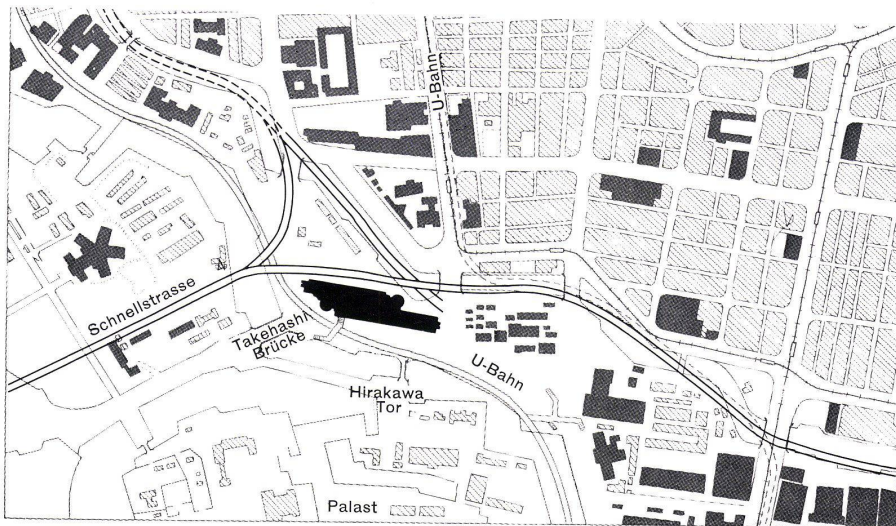 U-Bahn
Schnellstrasse
Takehashi
Brücke
U-Bahn
Hirakawa
Tor
Palast